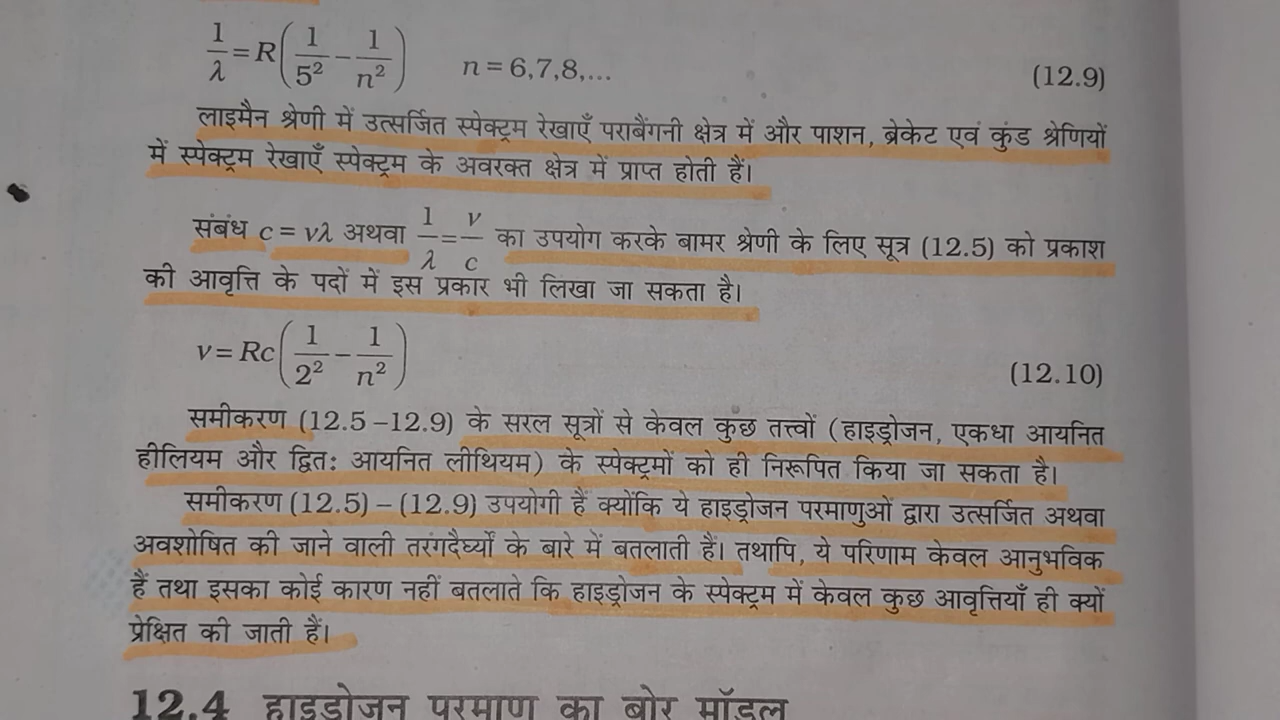 1/λ = R(1/5² − 1/n²) n = 6,7,8,... (12.9)
लाइमैन श्रेणी में उत्सर्जित स्पेक्ट्रम रेखाएँ पराबैंगनी क्षेत्र में और पाशन, ब्रेकेट एवं कुंड श्रेणियों
में स्पेक्ट्रम रेखाएँ स्पेक्ट्रम के अवरक्त क्षेत्र में प्राप्त होती हैं।
संबंध c = νλ अथवा 1/λ = ν/c का उपयोग करके बामर श्रेणी के लिए सूत्र (12.5) को प्रकाश
की आवृत्ति के पदों में इस प्रकार भी लिखा जा सकता है।
ν = Rc(1/2² − 1/n²) (12.10)
समीकरण (12.5 –12.9) के सरल सूत्रों से केवल कुछ तत्त्वों (हाइड्रोजन, एकधा आयनित
हीलियम और द्वित: आयनित लीथियम) के स्पेक्ट्रमों को ही निरूपित किया जा सकता है।
समीकरण (12.5) – (12.9) उपयोगी हैं क्योंकि ये हाइड्रोजन परमाणुओं द्वारा उत्सर्जित अथवा
अवशोषित की जाने वाली तरंगदैर्घ्यों के बारे में बतलाती हैं। तथापि, ये परिणाम केवल आनुभविक
हैं तथा इसका कोई कारण नहीं बतलाते कि हाइड्रोजन के स्पेक्ट्रम में केवल कुछ आवृत्तियाँ ही क्यों
प्रेक्षित की जाती हैं।
12.4 हाइड्रोजन परमाणु का बोर मॉडल